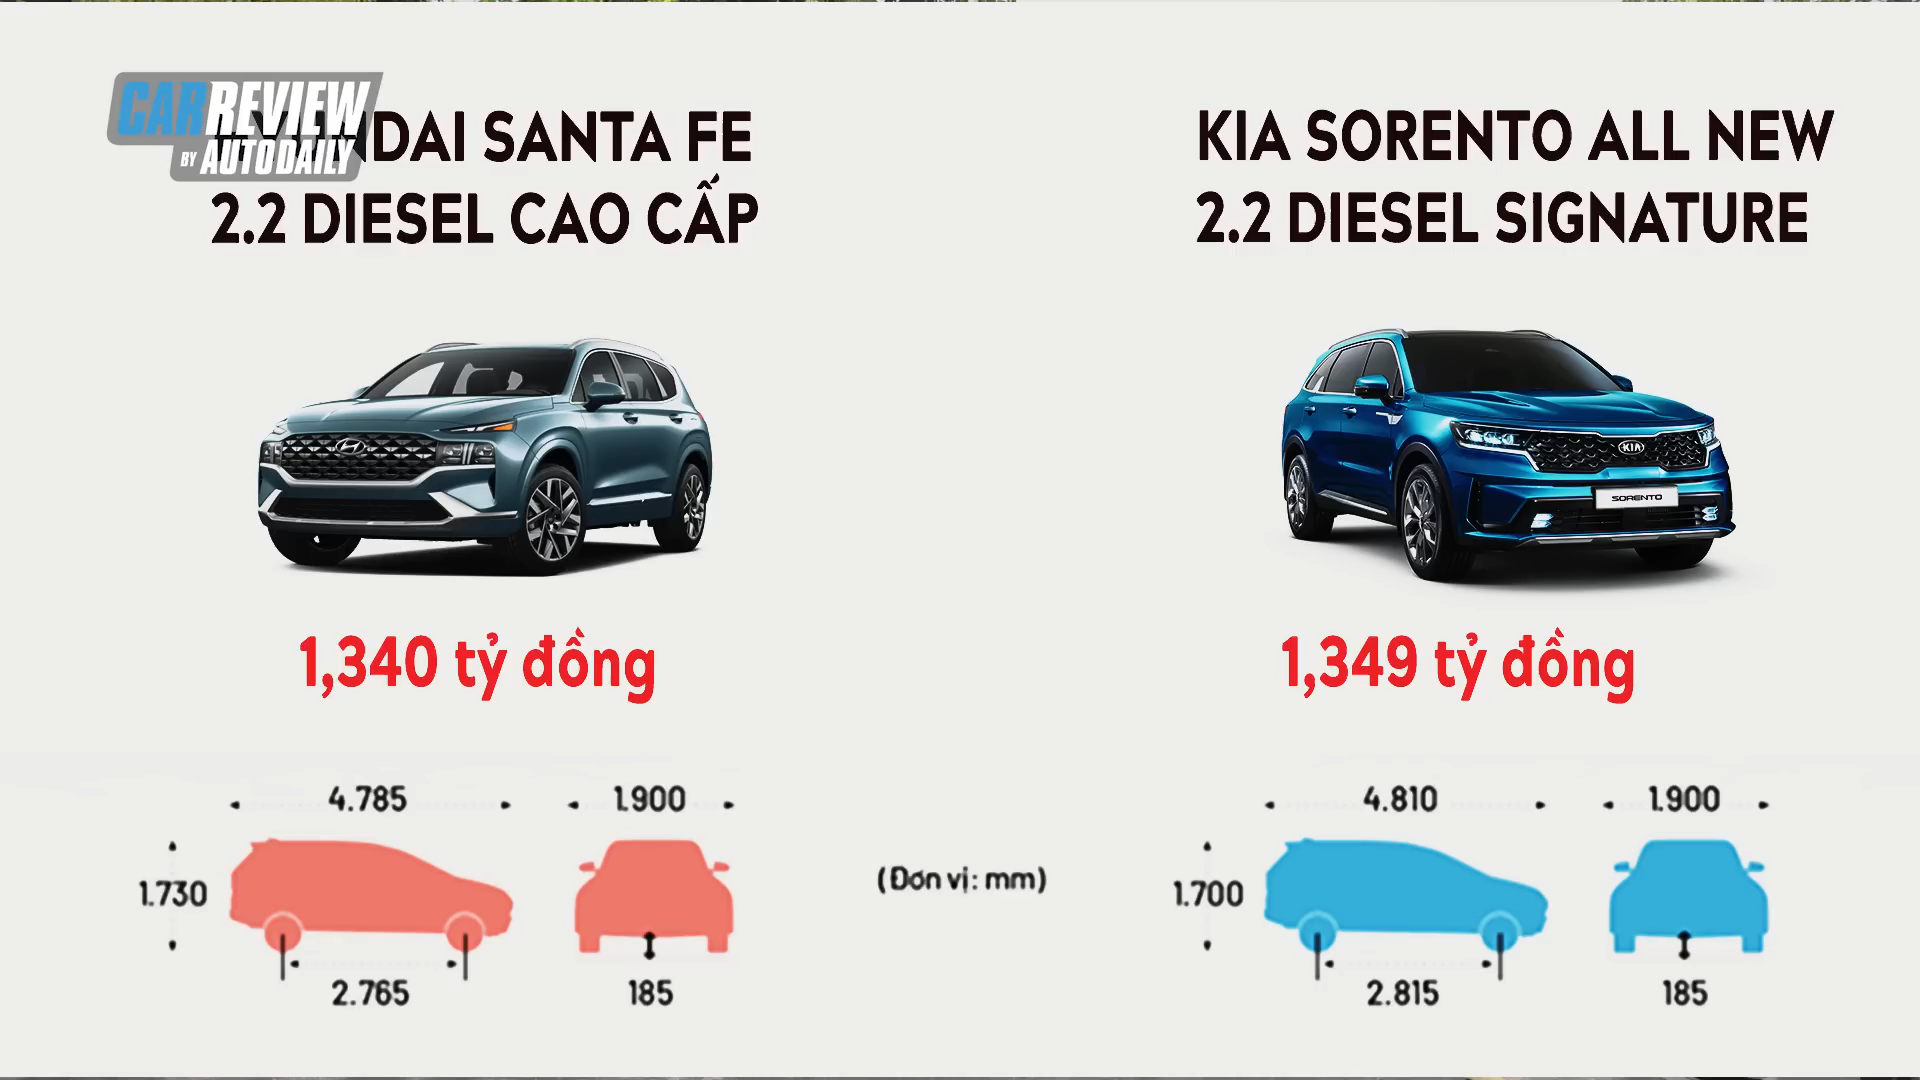 CARREVIEW
BY AUTODAILY
DAI SANTA FE
2.2 DIESEL CAO CẤP
1,340 tỷ đồng
4.785
1.900
1.730
2.765
185
(Đơn vị: mm)
KIA SORENTO ALL NEW
2.2 DIESEL SIGNATURE
KIA
SORENTO
1,349 tỷ đồng
4.810
1.900
1.700
2.815
185